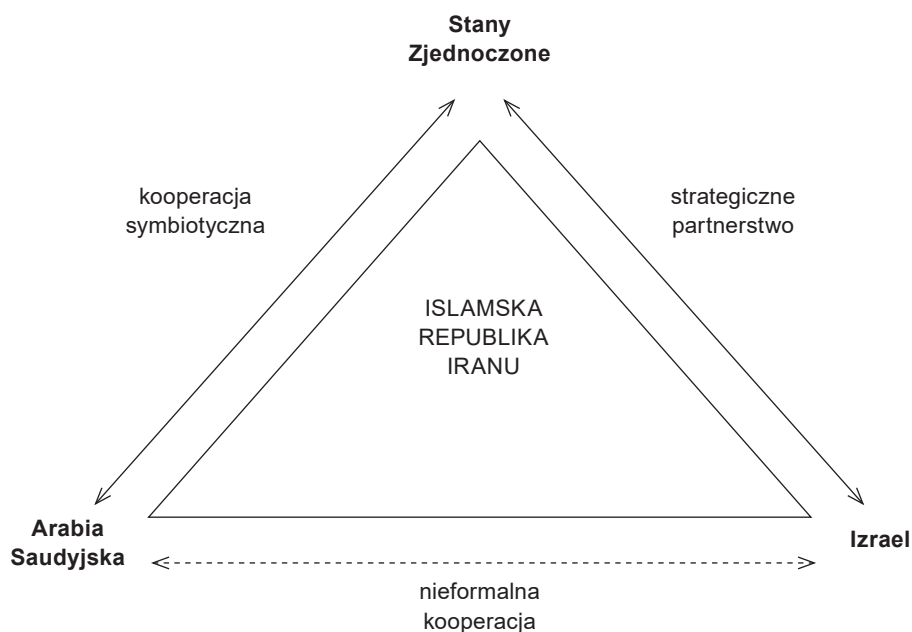 Stany
Zjednoczone
kooperacja
symbiotyczna
strategiczne
partnerstwo
ISLAMSKA
REPUBLIKA
IRANU
Arabia
Saudyjska
Izrael
nieformalna
kooperacja